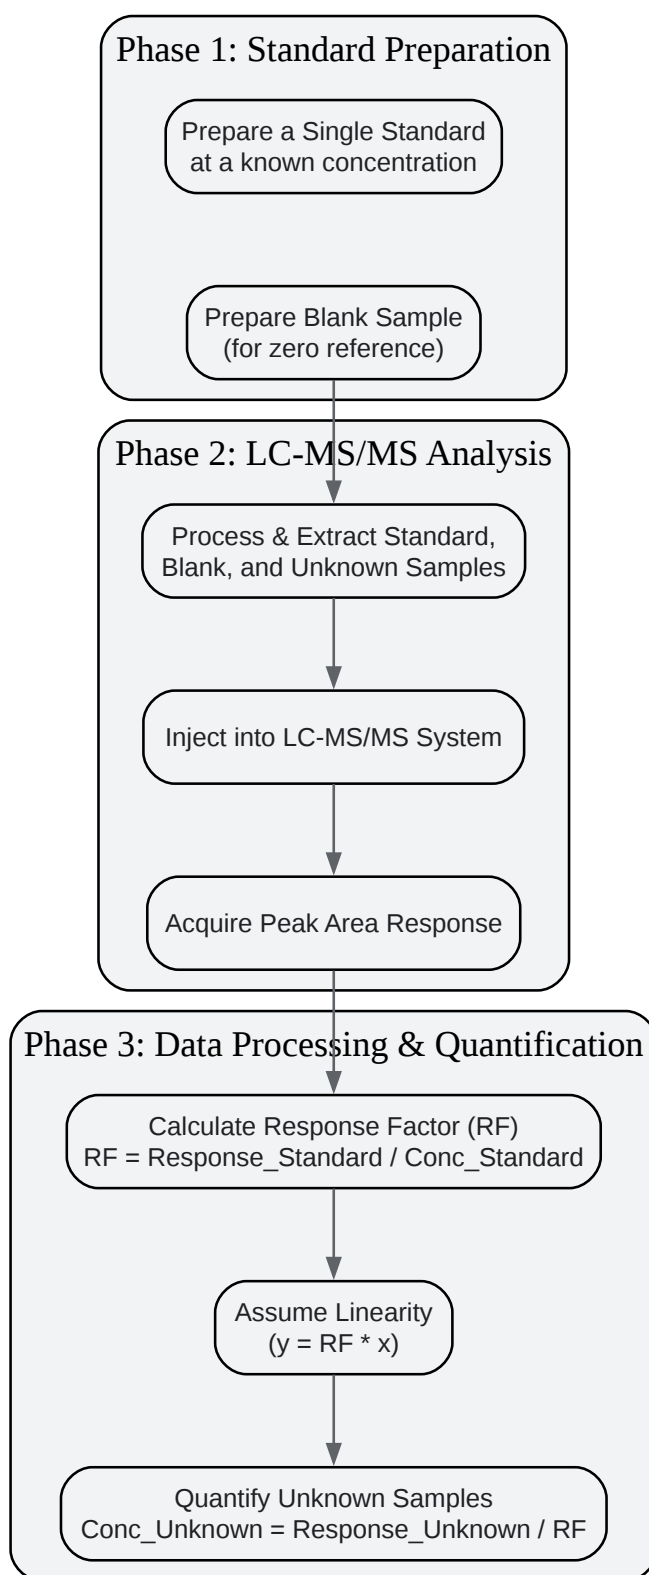 Phase 1: Standard Preparation
Prepare a Single Standard
at a known concentration
Prepare Blank Sample
(for zero reference)
Phase 2: LC-MS/MS Analysis
Process & Extract Standard,
Blank, and Unknown Samples
Inject into LC-MS/MS System
Acquire Peak Area Response
Phase 3: Data Processing & Quantification
Calculate Response Factor (RF)
RF = Response_Standard / Conc_Standard
Assume Linearity
(y = RF * x)
Quantify Unknown Samples
Conc_Unknown = Response_Unknown / RF